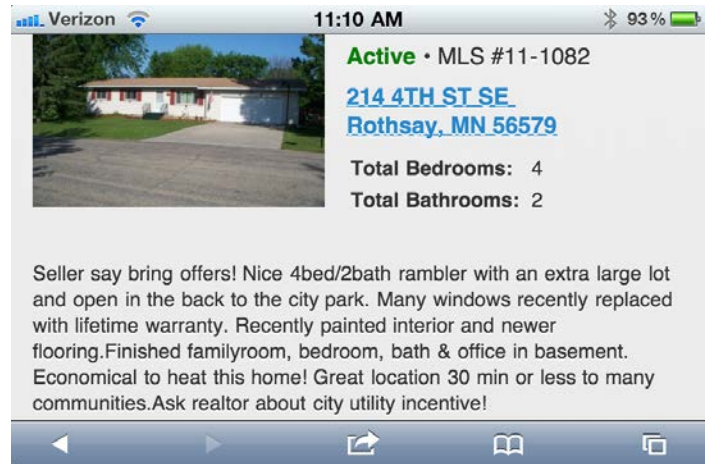 Verizon 11:10 AM 93%
Active • MLS #11-1082
214 4TH ST SE
Rothsay, MN 56579
Total Bedrooms: 4
Total Bathrooms: 2
Seller say bring offers! Nice 4bed/2bath rambler with an extra large lot
and open in the back to the city park. Many windows recently replaced
with lifetime warranty. Recently painted interior and newer
flooring.Finished familyroom, bedroom, bath & office in basement.
Economical to heat this home! Great location 30 min or less to many
communities.Ask realtor about city utility incentive!